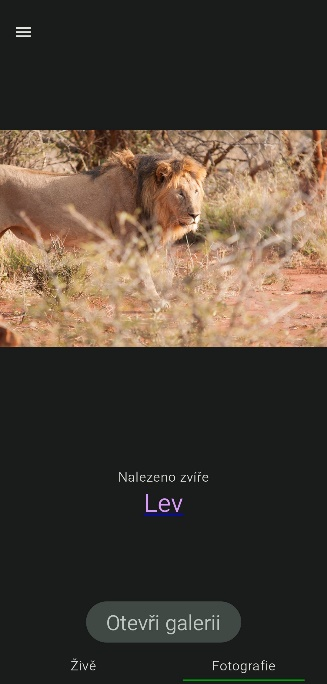 Nalezeno zvíře
Lev
Otevři galerii
Živě
Fotografie